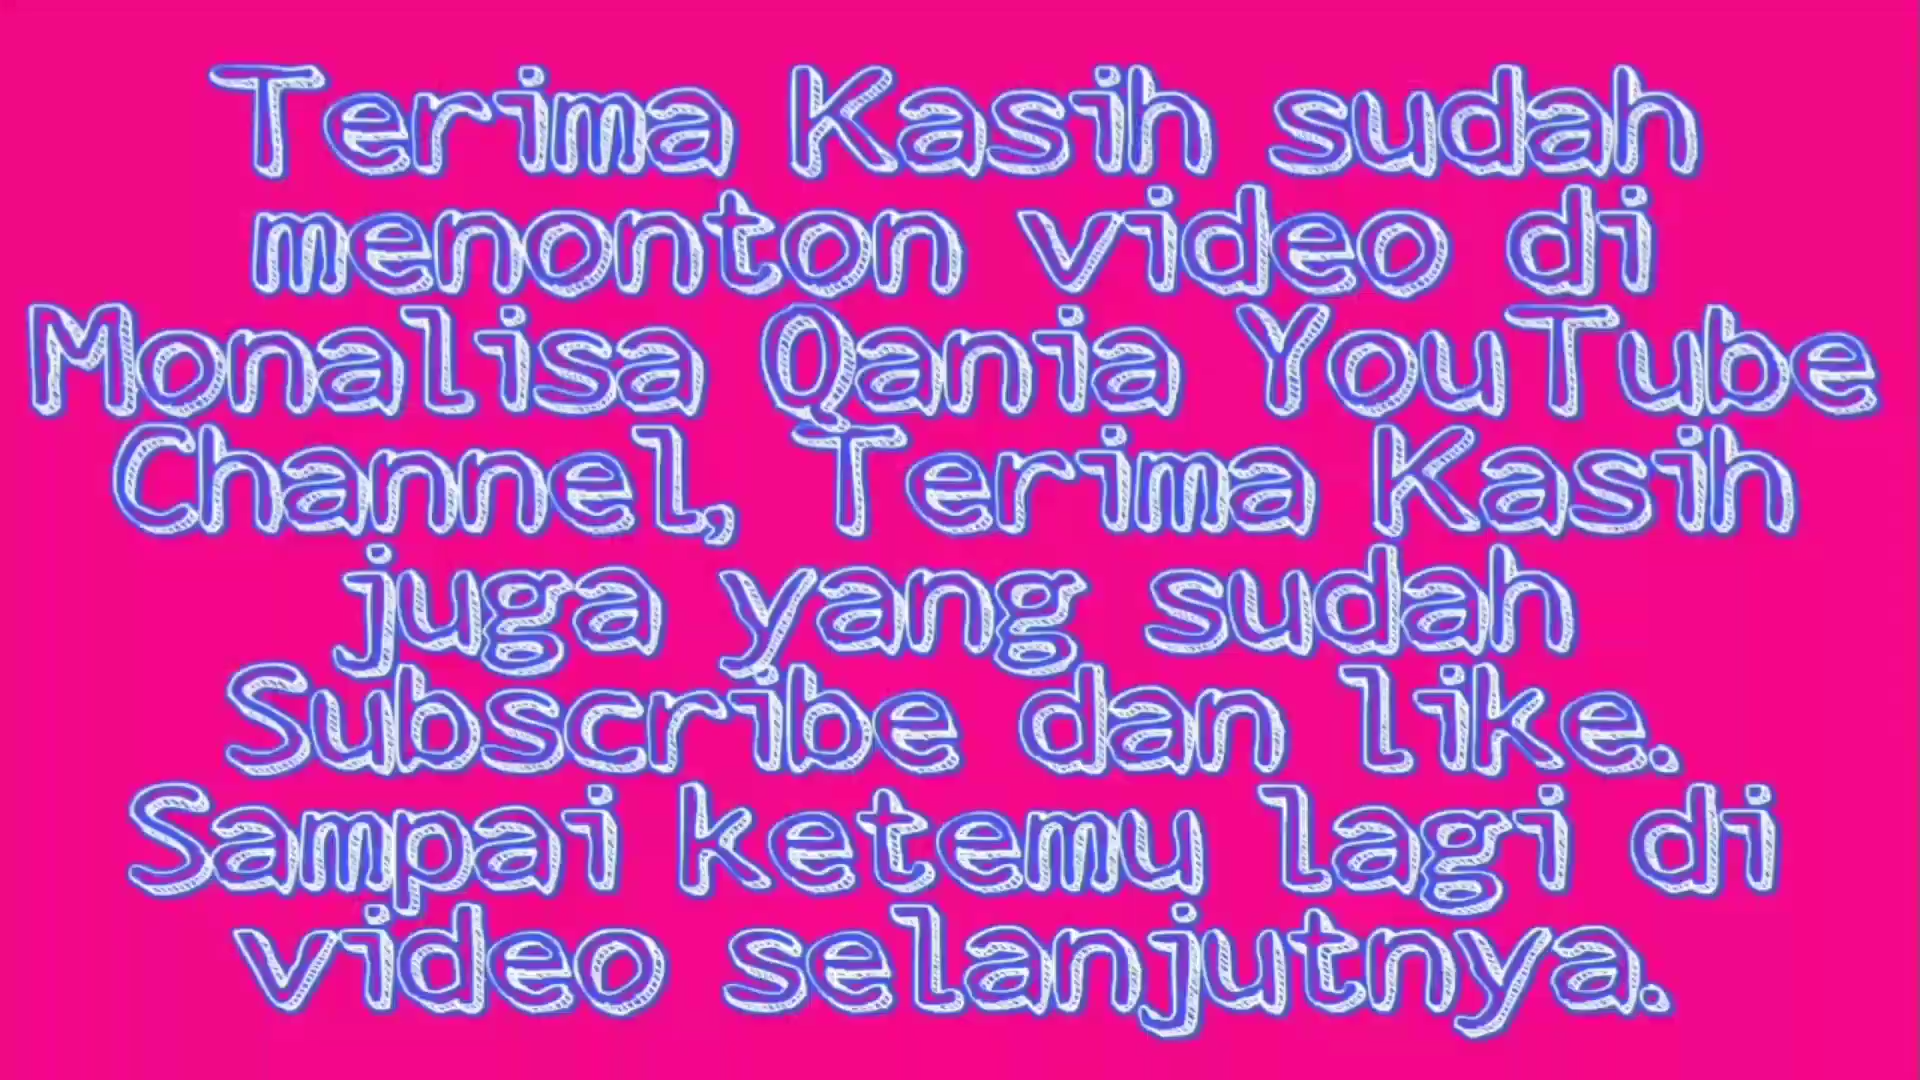 Terima Kasih sudah
menonton video di
Monalisa Qania YouTube
Channel, Terima Kasih
juga yang sudah
Subscribe dan like.
Sampai ketemu lagi di
video selanjutnya.